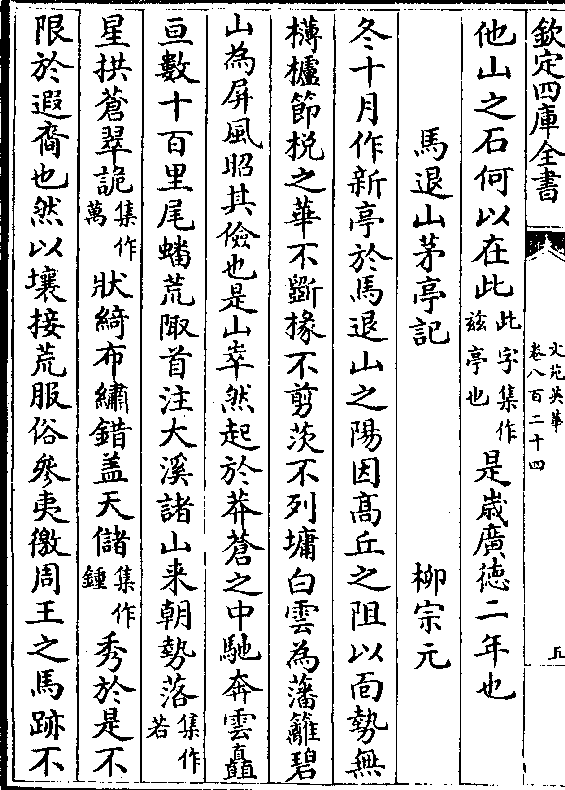 欽定四庫全書
文苑英華
卷八百二十四
五
他山之石何以在此此字集作茲亭也是歲廣德二年也
馬退山茅亭記 柳宗元
冬十月作新亭於馬退山之陽因髙丘之阻以面勢無
欂櫨節梲之華不斲椽不剪茨不列墉白雲為藩籬碧
山為屏風昭其儉也是山崒然起於莽蒼之中馳奔雲矗
亘數十百里尾蟠荒陬首注大溪諸山来朝勢落集作若
星拱蒼翠詭集作萬狀綺布繡錯盖天儲集作鍾秀於是不
限於遐裔也然以壤接荒服俗參夷徼周王之馬跡不